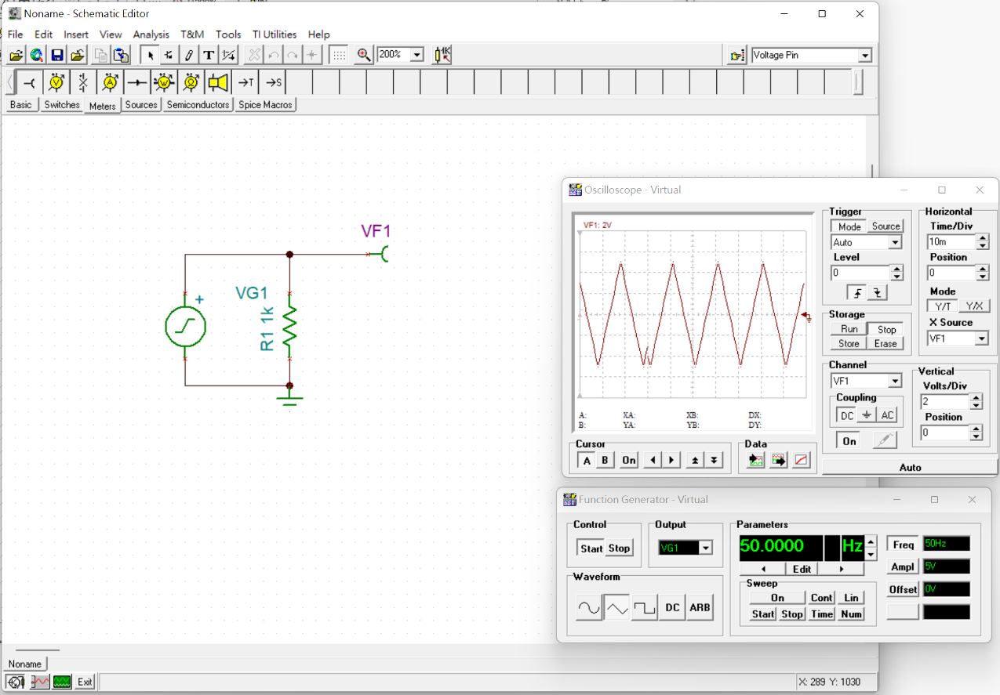 Noname - Schematic Editor
File Edit Insert View Analysis T&M Tools TI Utilities Help
T 200% 1K Voltage Pin
V A W Ω →T →S
Basic Switches Meters Sources Semiconductors Spice Macros
VF1
VG1
+
R1 1k
Oscilloscope - Virtual
VF1: 2V
A: XA: XB: DX:
B: YA: YB: DY:
Cursor
A B On
Data
Trigger
Mode Source
Auto
Level
0
Storage
Run Stop
Store Erase
Horizontal
Time/Div
10m
Position
0
Mode
Y/T Y/X
X Source
VF1
Channel
VF1
Coupling
DC AC
On
Vertical
Volts/Div
2
Position
0
Auto
Function Generator - Virtual
Control
Start Stop
Output
VG1
Waveform
DC ARB
Parameters
50.0000 Hz
Edit
Sweep
On Cont Lin
Start Stop Time Num
Freq 50Hz
Ampl 5V
Offset 0V
Noname
Exit
X: 289 Y: 1030